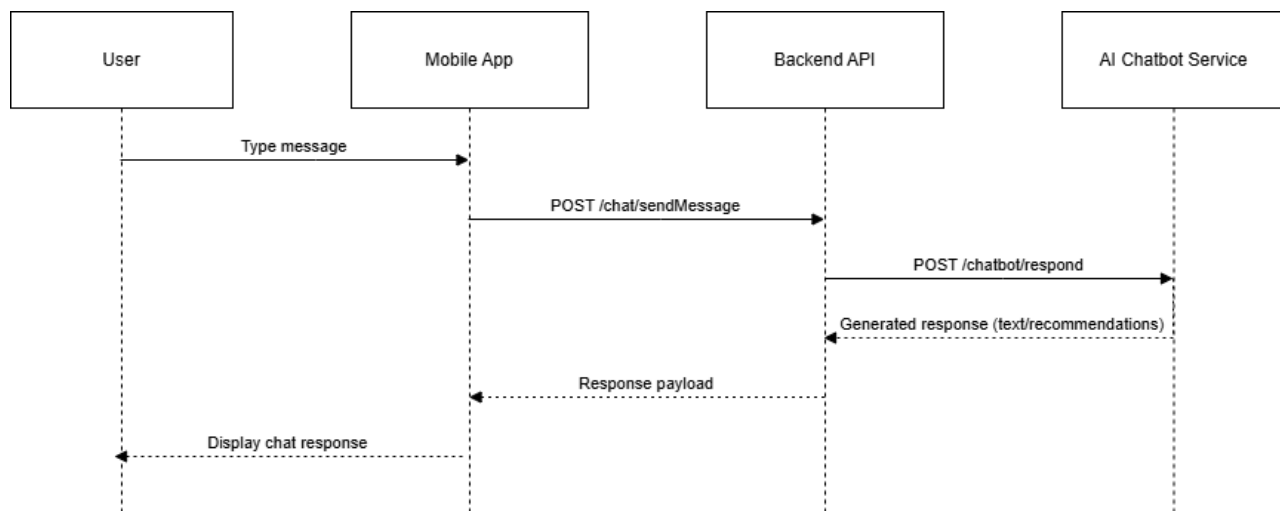 User
Mobile App
Backend API
AI Chatbot Service
Type message
POST /chat/sendMessage
POST /chatbot/respond
Generated response (text/recommendations)
Response payload
Display chat response